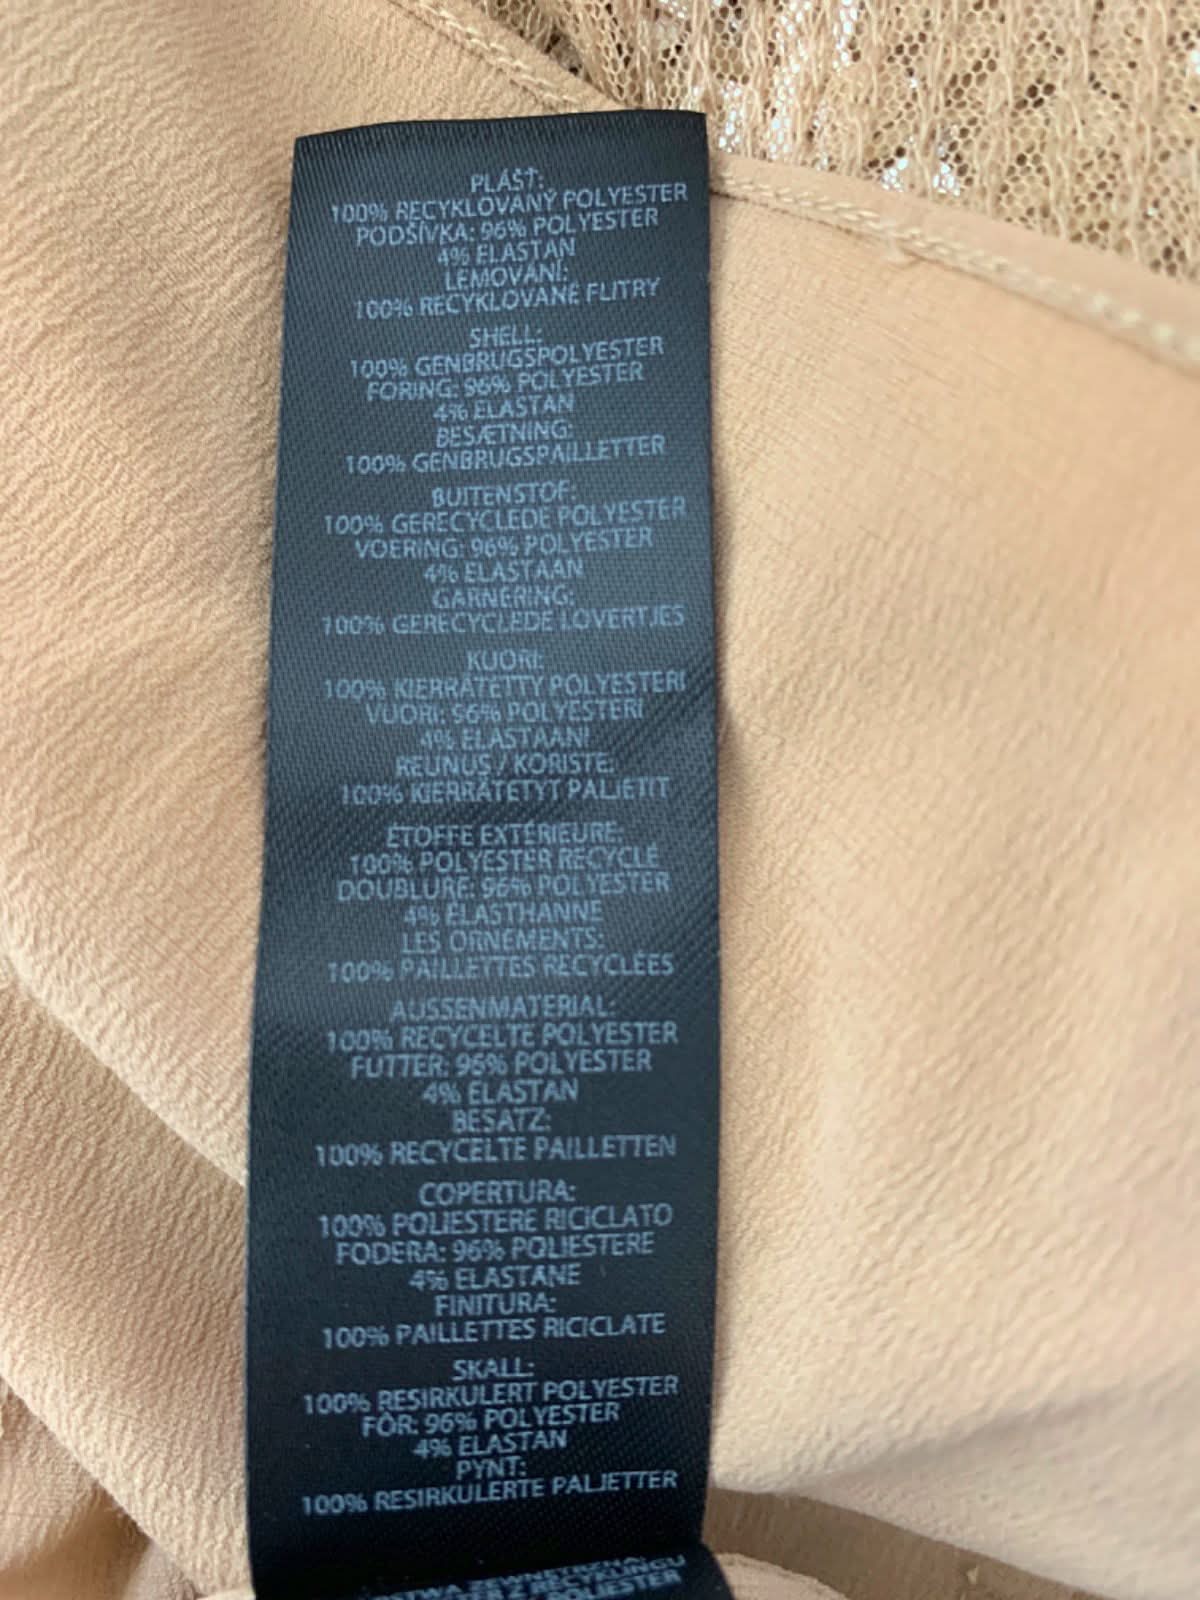 PLÁŠŤ:
100% RECYKLOVANÝ POLYESTER
PODŠÍVKA: 96% POLYESTER
4% ELASTAN
LEMOVÁNÍ:
100% RECYKLOVANÉ FLITRY
SHELL:
100% GENBRUGSPOLYESTER
FORING: 96% POLYESTER
4% ELASTAN
BESÆTNING:
100% GENBRUGSPAILLETTER
BUITENSTOF:
100% GERECYCLEDE POLYESTER
VOERING: 96% POLYESTER
4% ELASTAAN
GARNERING:
100% GERECYCLEDE LOVERTJES
KUORI:
100% KIERRÄTETTY POLYESTERI
VUORI: 96% POLYESTERI
4% ELASTAANI
REUNUS / KORISTE:
100% KIERRÄTETYT PALJETIT
ÉTOFFE EXTÉRIEURE:
100% POLYESTER RECYCLÉ
DOUBLURE: 96% POLYESTER
4% ÉLASTHANNE
LES ORNEMENTS:
100% PAILLETTES RECYCLÉES
AUSSENMATERIAL:
100% RECYCELTE POLYESTER
FUTTER: 96% POLYESTER
4% ELASTAN
BESATZ:
100% RECYCELTE PAILLETTEN
COPERTURA:
100% POLIESTERE RICICLATO
FODERA: 96% POLIESTERE
4% ELASTANE
FINITURA:
100% PAILLETTES RICICLATE
SKALL:
100% RESIRKULERT POLYESTER
FÔR: 96% POLYESTER
4% ELASTAN
PYNT:
100% RESIRKULERTE PALJETTER
ZEWNĘTRZNA:
Z RECYKLINGU
POLIESTER